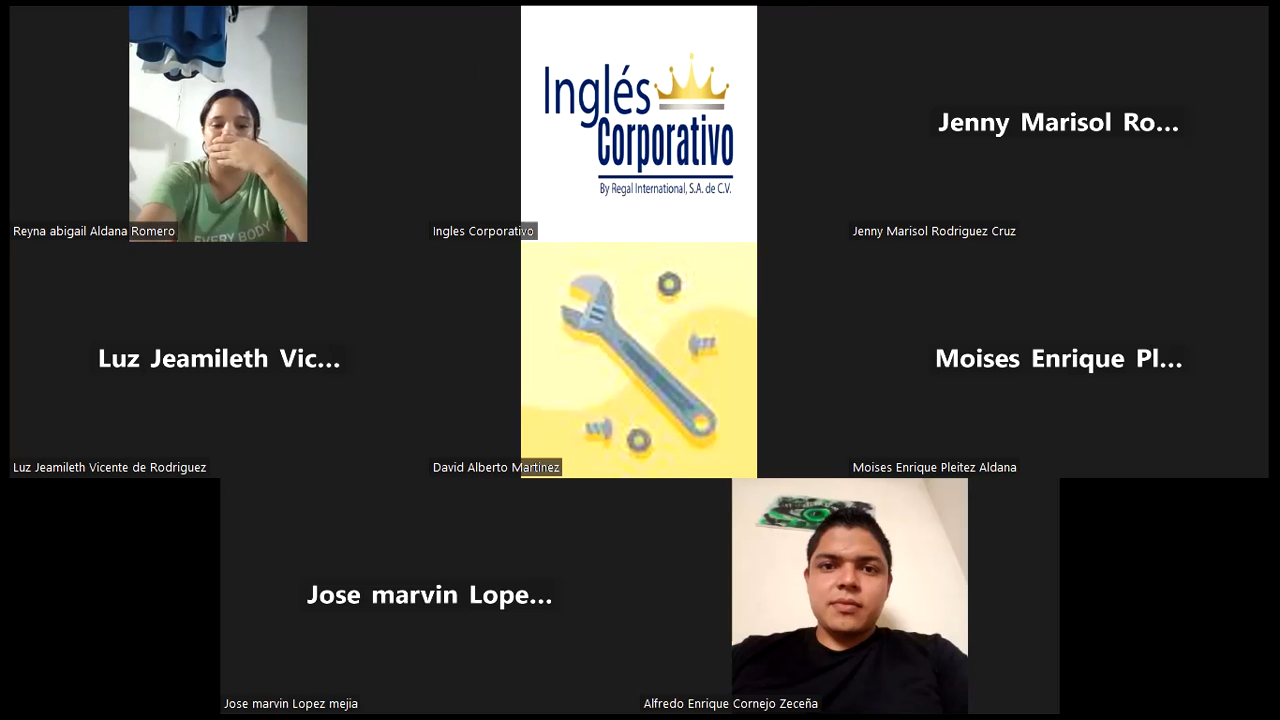 EVERY BODY
Reyna abigail Aldana Romero
Inglés
Corporativo
By Regal International, S.A. de C.V.
Ingles Corporativo
Jenny Marisol Ro...
Jenny Marisol Rodriguez Cruz
Luz Jeamileth Vic...
Luz Jeamileth Vicente de Rodriguez
David Alberto Martinez
Moises Enrique Pl...
Moises Enrique Pleitez Aldana
Jose marvin Lope...
Jose marvin Lopez mejia
Alfredo Enrique Cornejo Zeceña